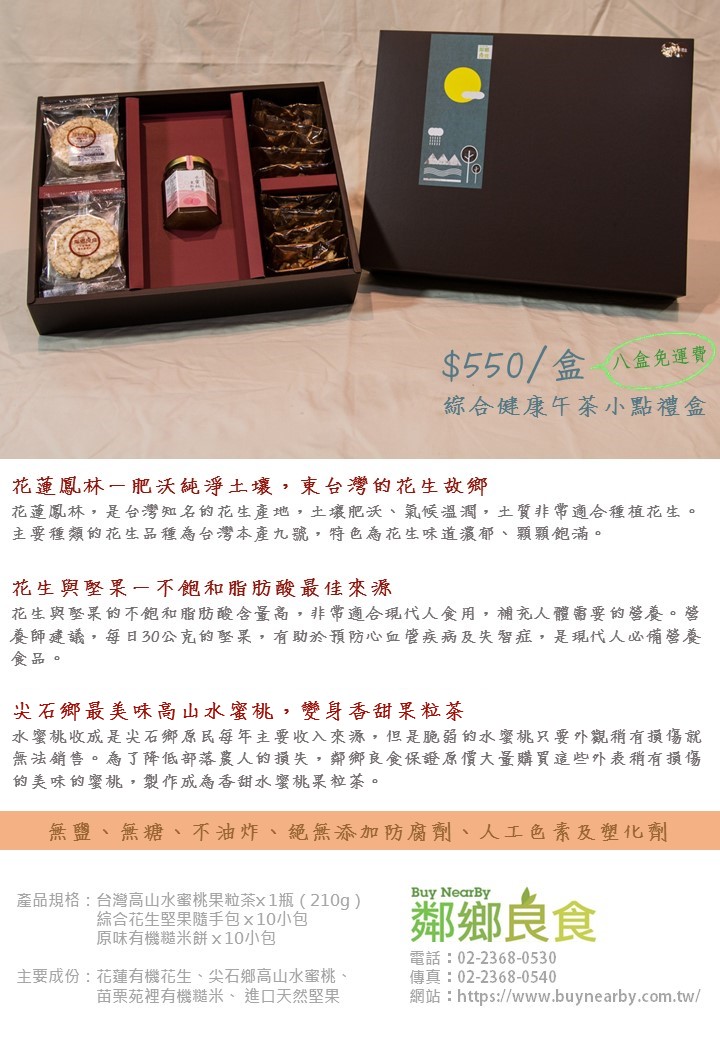 $550/盒
八盒免運費
綜合健康午茶小點禮盒
花蓮鳳林－肥沃純淨土壤，東台灣的花生故鄉
花蓮鳳林，是台灣知名的花生產地，土壤肥沃、氣候溫潤，土質非常適合種植花生。
主要種類的花生品種為台灣本產九號，特色為花生味道濃郁、顆顆飽滿。
花生與堅果－不飽和脂肪酸最佳來源
花生與堅果的不飽和脂肪酸含量高，非常適合現代人食用，補充人體需要的營養。營
養師建議，每日30公克的堅果，有助於預防心血管疾病及失智症，是現代人必備營養
食品。
尖石鄉最美味高山水蜜桃，變身香甜果粒茶
水蜜桃收成是尖石鄉原民每年主要收入來源，但是脆弱的水蜜桃只要外觀稍有損傷就
無法銷售。為了降低部落農人的損失，鄰鄉良食保證原價大量購買這些外表稍有損傷
的美味的蜜桃，製作成為香甜水蜜桃果粒茶。
無鹽、無糖、不油炸、絕無添加防腐劑、人工色素及塑化劑
產品規格：台灣高山水蜜桃果粒茶x1瓶（210g）
綜合花生堅果隨手包x10小包
原味有機糙米餅x10小包
主要成份：花蓮有機花生、尖石鄉高山水蜜桃、
苗栗苑裡有機糙米、進口天然堅果
Buy NearBy
鄰鄉良食
電話：02-2368-0530
傳真：02-2368-0540
網站：https://www.buynearby.com.tw/